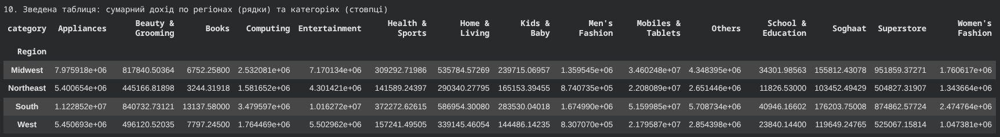 10. Зведена таблиця: сумарний дохід по регіонах (рядки) та категоріях (стовпці)
category Appliances Beauty & Grooming Books Computing Entertainment Health & Sports Home & Living Kids & Baby Men's Fashion Mobiles & Tablets Others School & Education Soghaat Superstore Women's Fashion
Region
Midwest 7.975918e+06 817840.50364 6752.25800 2.532081e+06 7.170134e+06 309292.71986 535784.57269 239715.06957 1.359545e+06 3.460248e+07 4.348395e+06 34301.98563 155812.43078 951859.37271 1.760617e+06
Northeast 5.400654e+06 445166.81898 3244.31918 1.581652e+06 4.301421e+06 141589.24397 290340.27795 165153.39455 8.740735e+05 2.208089e+07 2.651446e+06 11826.53000 103452.49429 504827.31907 1.343664e+06
South 1.122852e+07 840732.73121 13137.58000 3.479597e+06 1.016272e+07 372272.62615 586954.30080 283530.04018 1.674990e+06 5.159985e+07 5.708734e+06 40946.16602 176203.75008 874862.57724 2.474764e+06
West 5.450693e+06 496120.52035 7797.24500 1.764469e+06 5.502962e+06 157241.49505 339145.46054 144486.14235 8.307070e+05 2.179587e+07 2.854398e+06 23840.14400 119649.24765 525067.15814 1.047381e+06